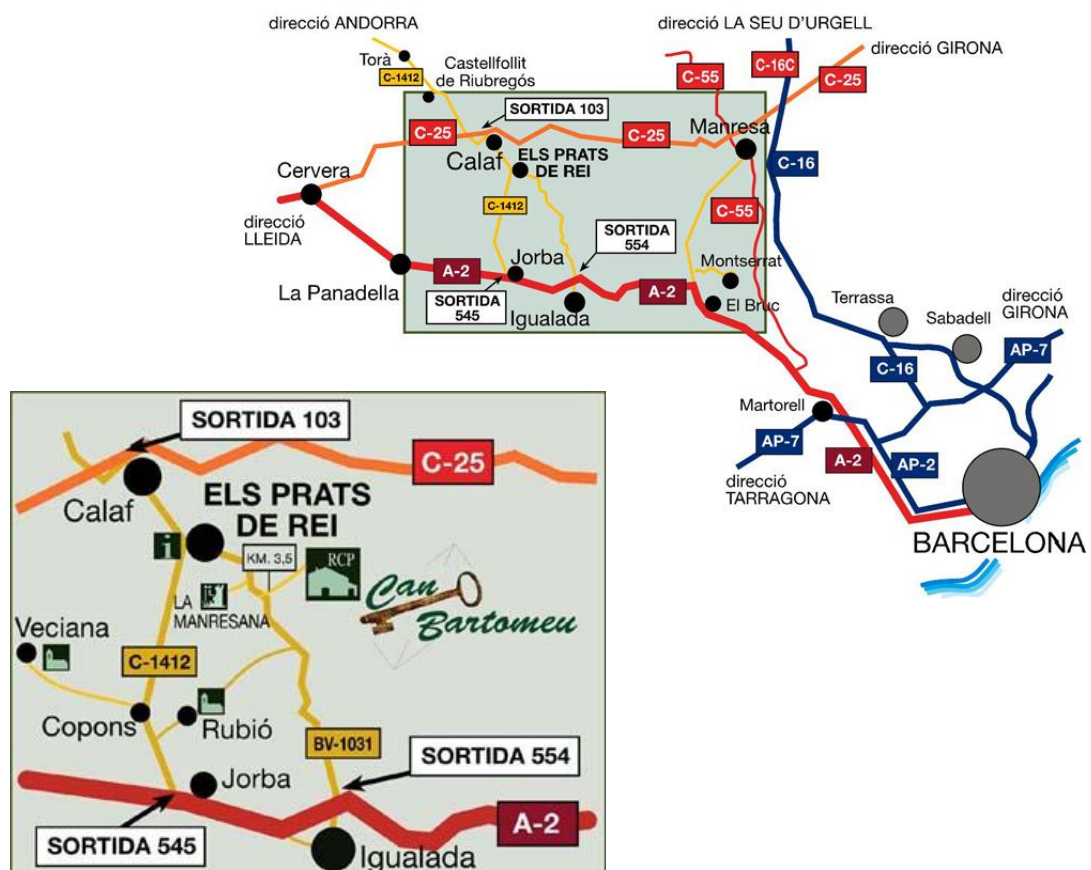 direcció ANDORRA
direcció LA SEU D'URGELL
direcció GIRONA
Torà
C-1412
Castellfollit
de Riubregós
C-55
C-16C
C-25
SORTIDA 103
C-25
C-25
Manresa
Calaf
ELS PRATS
DE REI
C-16
Cervera
C-1412
C-55
direcció
LLEIDA
SORTIDA
554
Jorba
Montserrat
A-2
La Panadella
SORTIDA
545
Igualada
A-2
El Bruc
Terrassa
Sabadell
direcció
GIRONA
AP-7
C-16
Martorell
AP-7
direcció
TARRAGONA
A-2
AP-2
BARCELONA
SORTIDA 103
C-25
Calaf
ELS PRATS
DE REI
i
KM. 3,5
RCP
LA
MANRESANA
Can
Bartomeu
Veciana
C-1412
Copons
Rubió
BV-1031
SORTIDA 554
Jorba
SORTIDA 545
A-2
Igualada